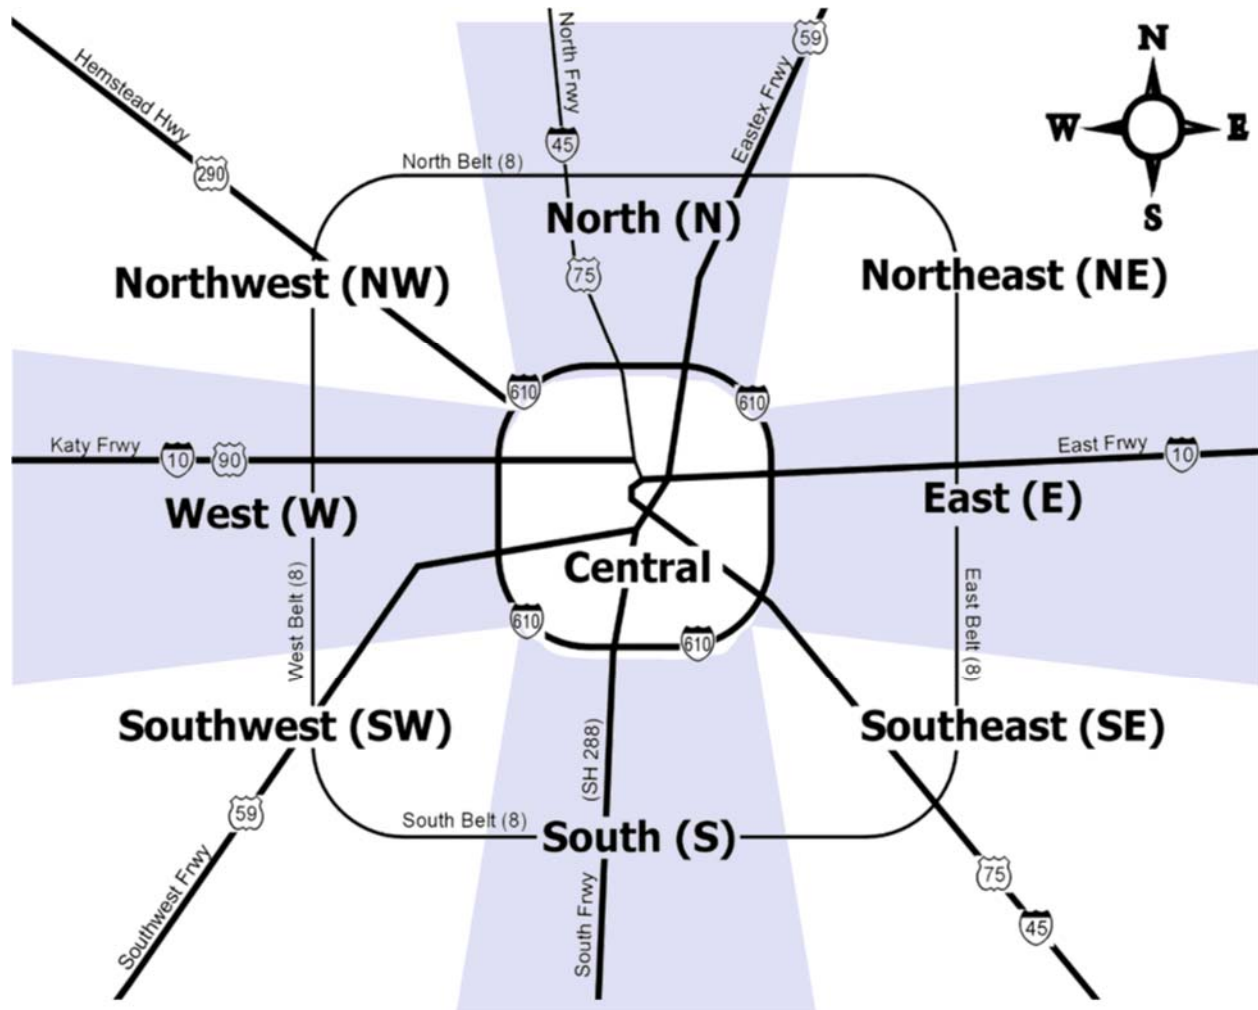 North Frwy
59
N
Hemstead Hwy
Eastex Frwy
45
W
E
290
North Belt (8)
S
North (N)
75
Northwest (NW)
Northeast (NE)
610
610
Katy Frwy
10
90
East Frwy
10
West (W)
East (E)
Central
West Belt (8)
East Belt (8)
610
610
Southwest (SW)
(SH 288)
Southeast (SE)
59
South Belt (8)
South (S)
Southwest Frwy
South Frwy
75
45